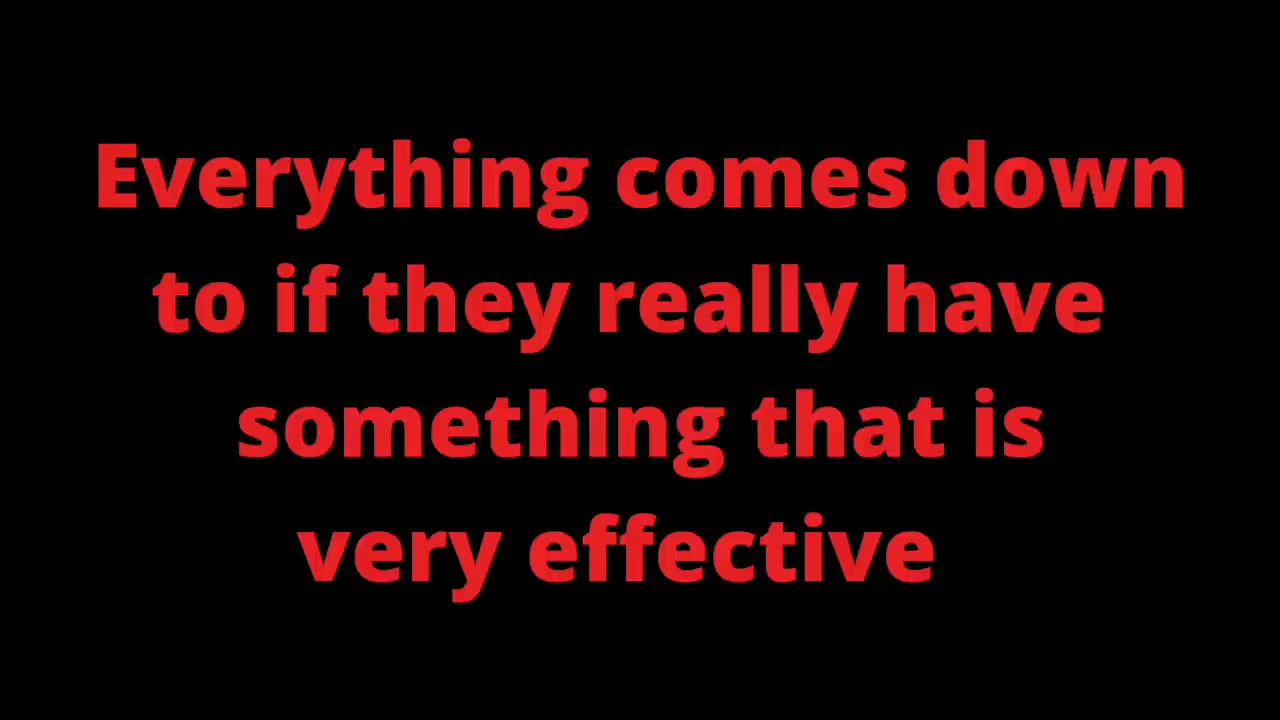 Everything comes down
to if they really have
something that is
very effective